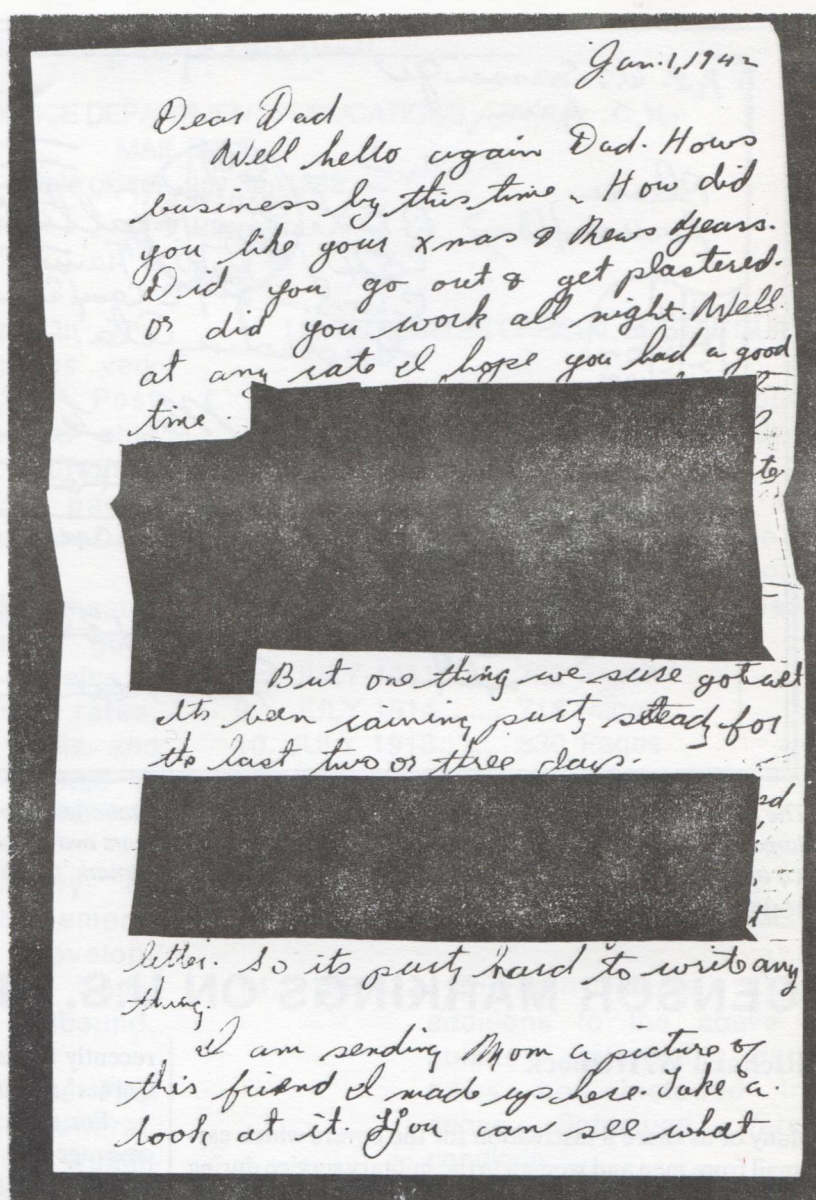 Jan. 1, 1942
Dear Dad
Well hello again Dad. Hows
business by this time. How did
you like your Xmas & News Years.
Did you go out & get plastered.
or did you work all night. Well
at any rate I hope you had a good
time.
But one thing we sure got wet
Its been raining purty steady for
the last two or three days.
letter. so its purty hard to write any
thing.
I am sending Mom a picture of
this friend I made up here. Take a
look at it. You can see what